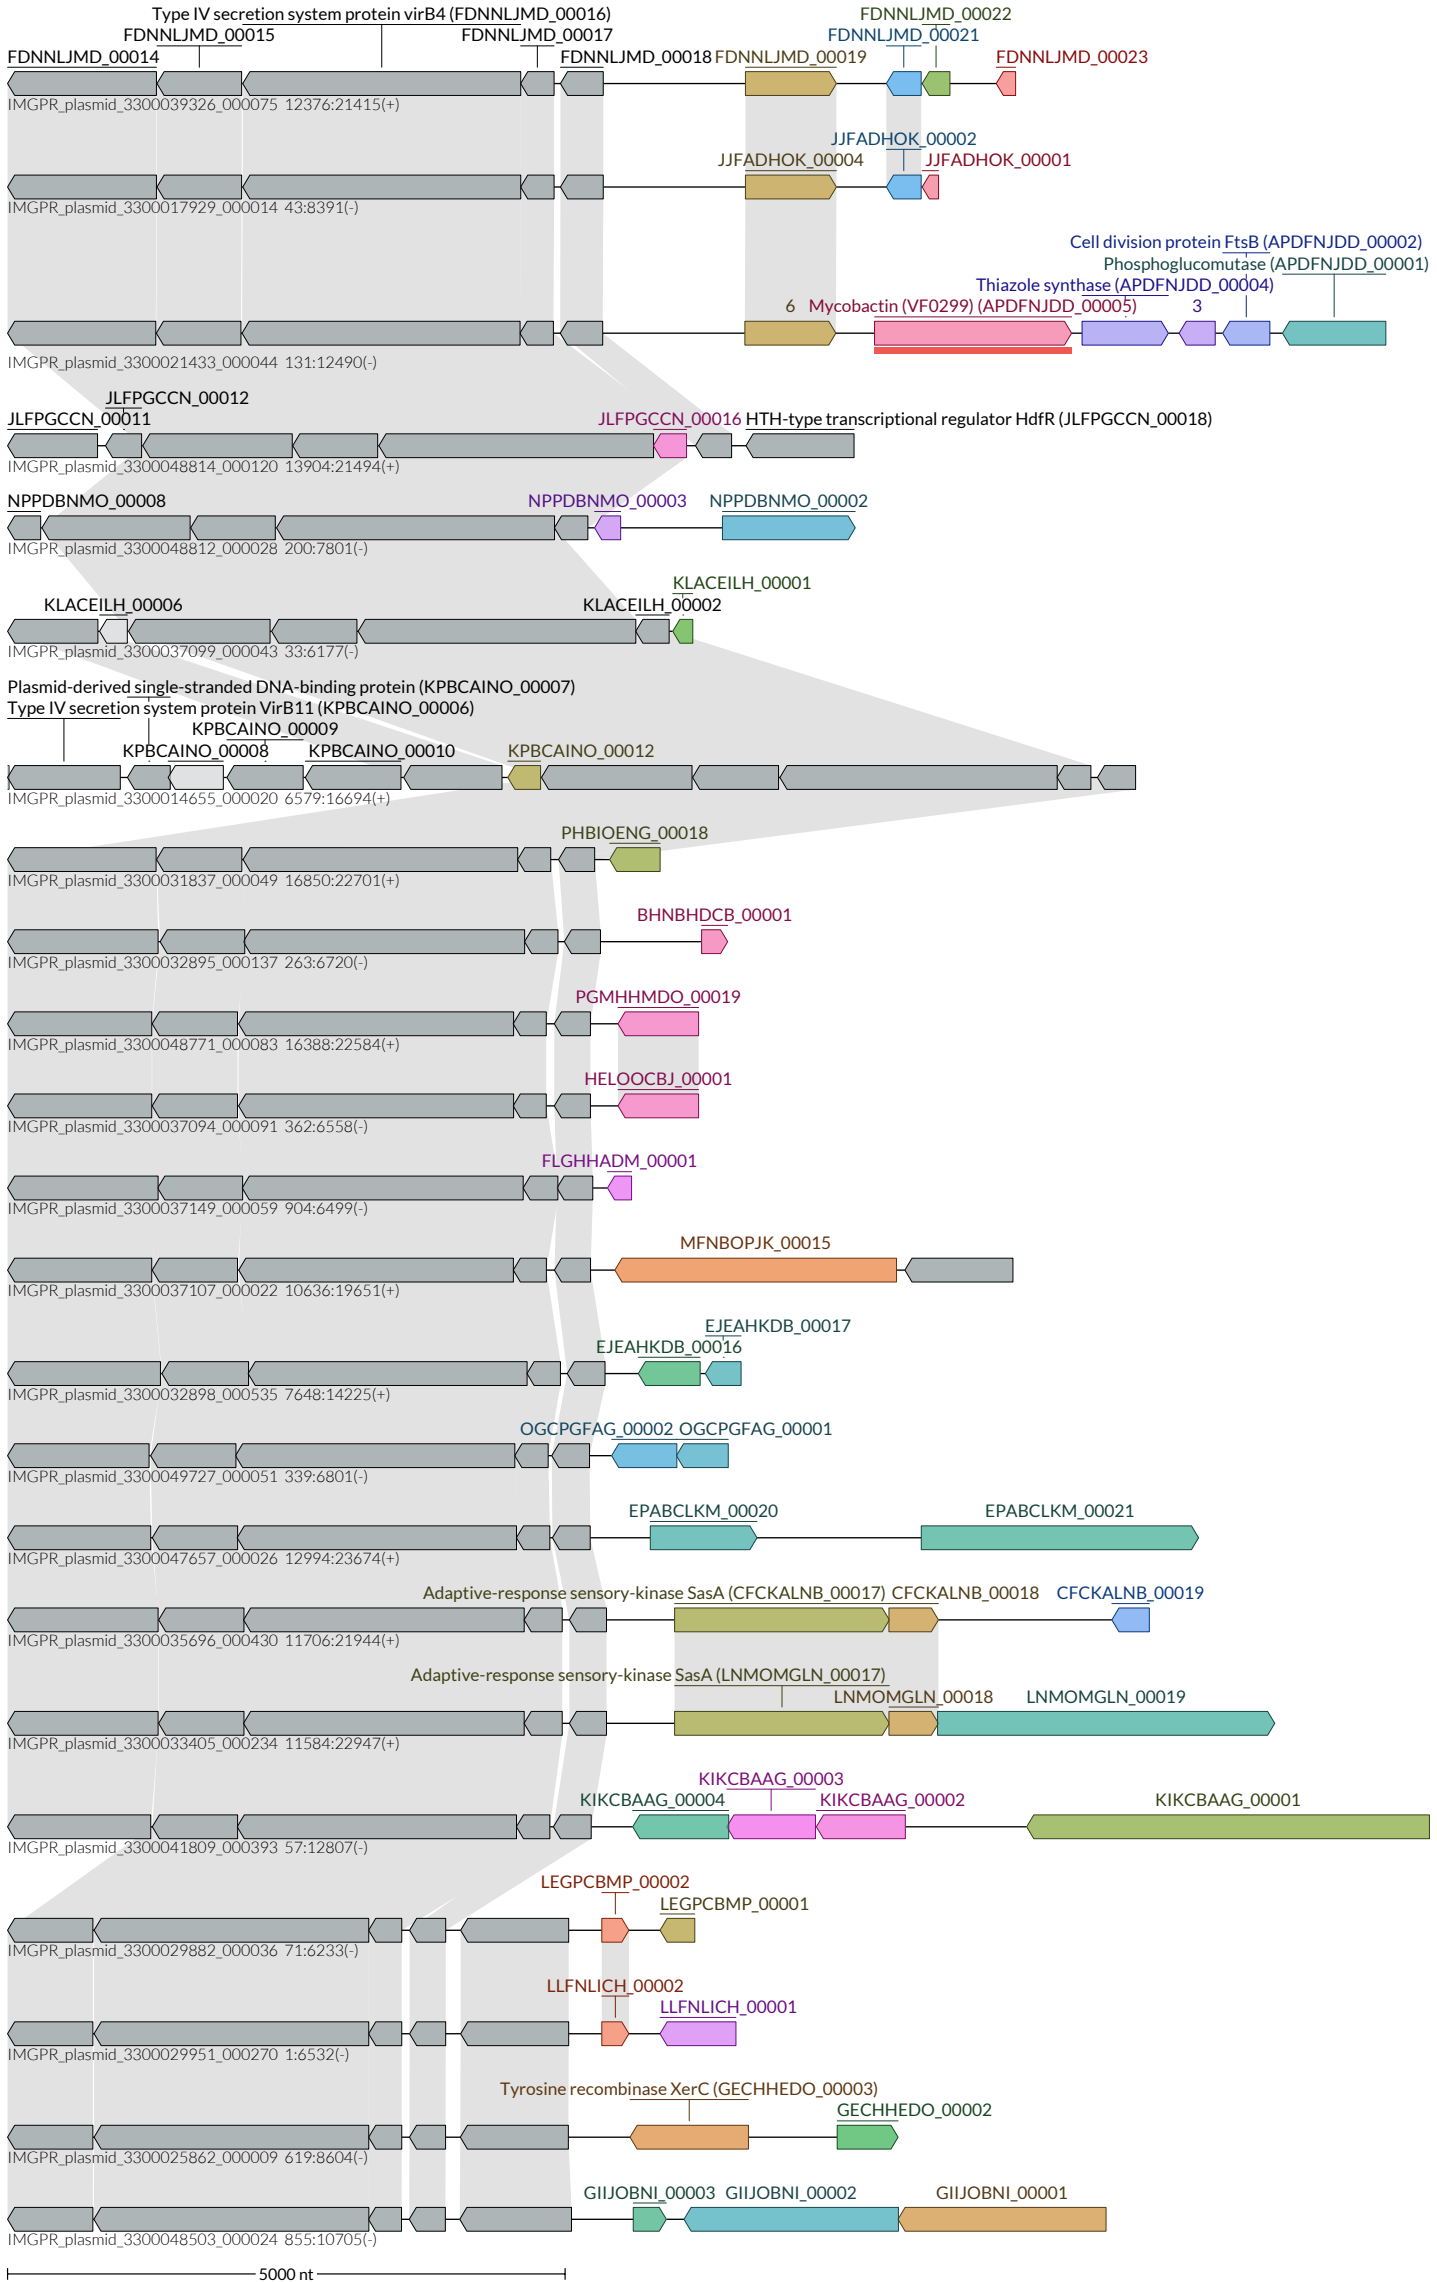 Type IV secretion system protein virB4 (FDNNLJMD_00016)
FDNNLJMD_00022
FDNNLJMD_00015
FDNNLJMD_00017
FDNNLJMD_00021
FDNNLJMD_00014
FDNNLJMD_00018
FDNNLJMD_00019
FDNNLJMD_00023
IMGPR_plasmid_3300039326_000075 12376:21415(+)
JJFADHOK_00002
JJFADHOK_00004
JJFADHOK_00001
IMGPR_plasmid_3300017929_000014 43:8391(-)
Cell division protein FtsB (APDFNJDD_00002)
Phosphoglucomutase (APDFNJDD_00001)
Thiazole synthase (APDFNJDD_00004)
6
Mycobactin (VF0299) (APDFNJDD_00005)
3
IMGPR_plasmid_3300021433_000044 131:12490(-)
JLFPGCCN_00012
JLFPGCCN_00011
JLFPGCCN_00016
HTH-type transcriptional regulator HdfR (JLFPGCCN_00018)
IMGPR_plasmid_3300048814_000120 13904:21494(+)
NPPDBNMO_00008
NPPDBNMO_00003
NPPDBNMO_00002
IMGPR_plasmid_3300048812_000028 200:7801(-)
KLACEILH_00001
KLACEILH_00006
KLACEILH_00002
IMGPR_plasmid_3300037099_000043 33:6177(-)
Plasmid-derived single-stranded DNA-binding protein (KPBCAINO_00007)
Type IV secretion system protein VirB11 (KPBCAINO_00006)
KPBCAINO_00009
KPBCAINO_00008
KPBCAINO_00010
KPBCAINO_00012
IMGPR_plasmid_3300014655_000020 6579:16694(+)
PHBIOENG_00018
IMGPR_plasmid_3300031837_000049 16850:22701(+)
BHNBHDCB_00001
IMGPR_plasmid_3300032895_000137 263:6720(-)
PGMHHMDO_00019
IMGPR_plasmid_3300048771_000083 16388:22584(+)
HELOOCBJ_00001
IMGPR_plasmid_3300037094_000091 362:6558(-)
FLGHHADM_00001
IMGPR_plasmid_3300037149_000059 904:6499(-)
MFNBOPJK_00015
IMGPR_plasmid_3300037107_000022 10636:19651(+)
EJEAHKDB_00017
EJEAHKDB_00016
IMGPR_plasmid_3300032898_000535 7648:14225(+)
OGCPGFAG_00002
OGCPGFAG_00001
IMGPR_plasmid_3300049727_000051 339:6801(-)
EPABCLKM_00020
EPABCLKM_00021
IMGPR_plasmid_3300047657_000026 12994:23674(+)
Adaptive-response sensory-kinase SasA (CFCKALNB_00017)
CFCKALNB_00018
CFCKALNB_00019
IMGPR_plasmid_3300035696_000430 11706:21944(+)
Adaptive-response sensory-kinase SasA (LNMOMGLN_00017)
LNMOMGLN_00018
LNMOMGLN_00019
IMGPR_plasmid_3300033405_000234 11584:22947(+)
KIKCBAAG_00003
KIKCBAAG_00004
KIKCBAAG_00002
KIKCBAAG_00001
IMGPR_plasmid_3300041809_000393 57:12807(-)
LEGPCBMP_00002
LEGPCBMP_00001
IMGPR_plasmid_3300029882_000036 71:6233(-)
LLFNLICH_00002
LLFNLICH_00001
IMGPR_plasmid_3300029951_000270 1:6532(-)
Tyrosine recombinase XerC (GECHHEDO_00003)
GECHHEDO_00002
IMGPR_plasmid_3300025862_000009 619:8604(-)
GIIJOBNI_00003
GIIJOBNI_00002
GIIJOBNI_00001
IMGPR_plasmid_3300048503_000024 855:10705(-)
5000 nt